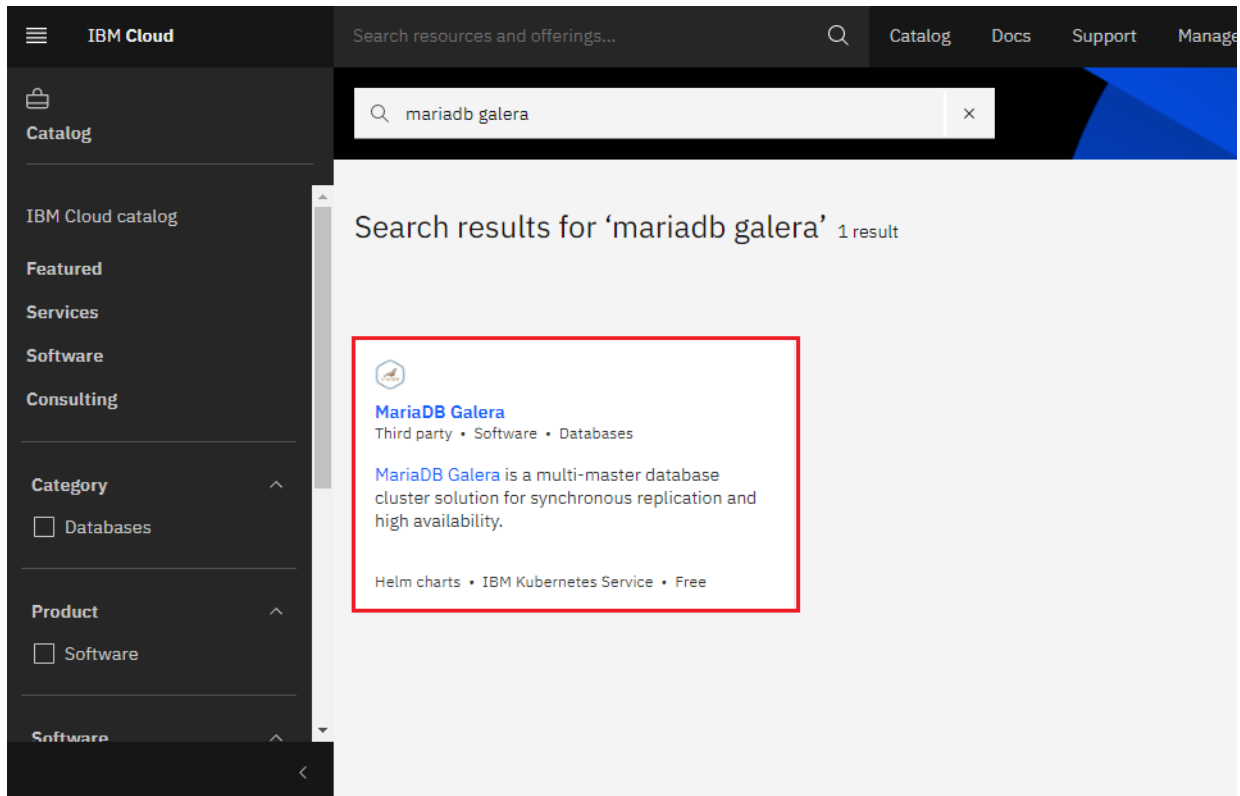 IBM Cloud
Search resources and offerings...
Catalog
Docs
Support
Manage
Catalog
mariadb galera
IBM Cloud catalog
Featured
Services
Software
Consulting
Category
Databases
Product
Software
Software
Search results for ‘mariadb galera’ 1 result
MariaDB Galera
Third party • Software • Databases
MariaDB Galera is a multi-master database
cluster solution for synchronous replication and
high availability.
Helm charts • IBM Kubernetes Service • Free